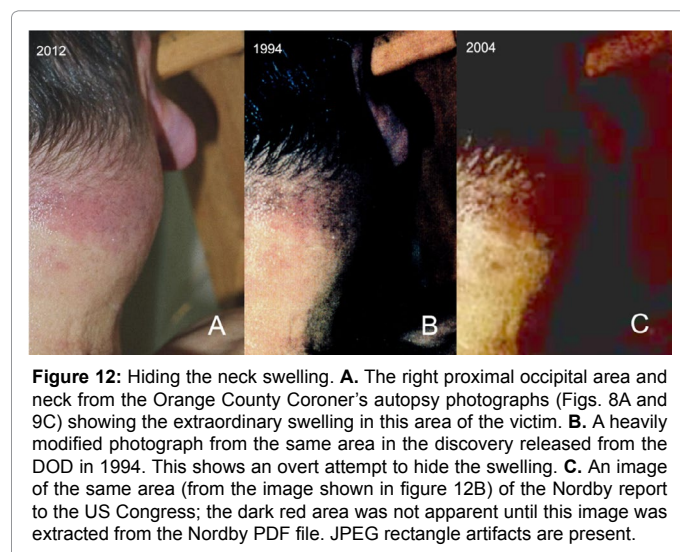 2012
1994
2004
A
B
C
Figure 12: Hiding the neck swelling. A. The right proximal occipital area and
neck from the Orange County Coroner's autopsy photographs (Figs. 8A and
9C) showing the extraordinary swelling in this area of the victim. B. A heavily
modified photograph from the same area in the discovery released from the
DOD in 1994. This shows an overt attempt to hide the swelling. C. An image
of the same area (from the image shown in figure 12B) of the Nordby report
to the US Congress; the dark red area was not apparent until this image was
extracted from the Nordby PDF file. JPEG rectangle artifacts are present.